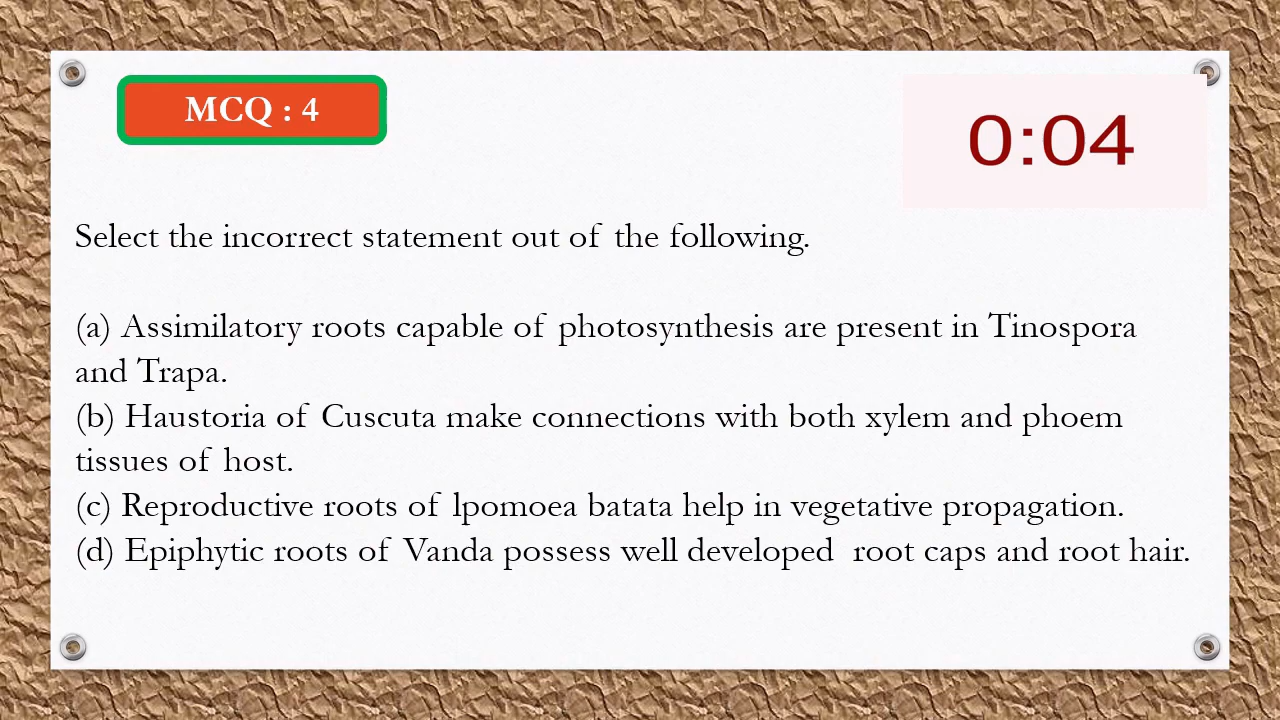 MCQ : 4
0:04
Select the incorrect statement out of the following.
(a) Assimilatory roots capable of photosynthesis are present in Tinospora
and Trapa.
(b) Haustoria of Cuscuta make connections with both xylem and phoem
tissues of host.
(c) Reproductive roots of lpomoea batata help in vegetative propagation.
(d) Epiphytic roots of Vanda possess well developed root caps and root hair.